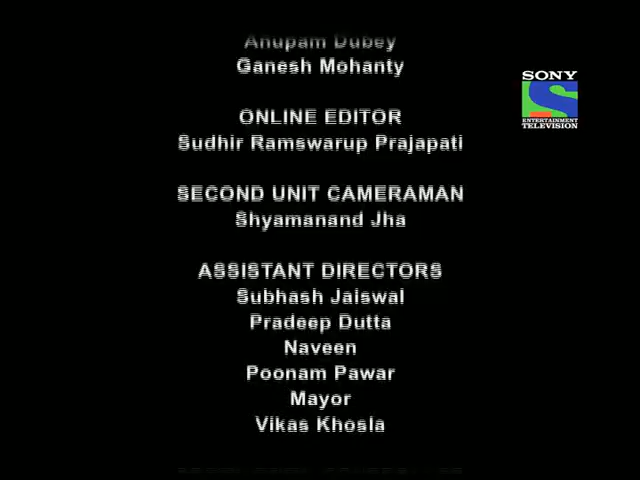 Anupam Dubey
Ganesh Mohanty
SONY
ENTERTAINMENT
TELEVISION
ONLINE EDITOR
Sudhir Ramswarup Prajapati
SECOND UNIT CAMERAMAN
Shyamanand Jha
ASSISTANT DIRECTORS
Subhash Jaiswal
Pradeep Dutta
Naveen
Poonam Pawar
Mayor
Vikas Khosla